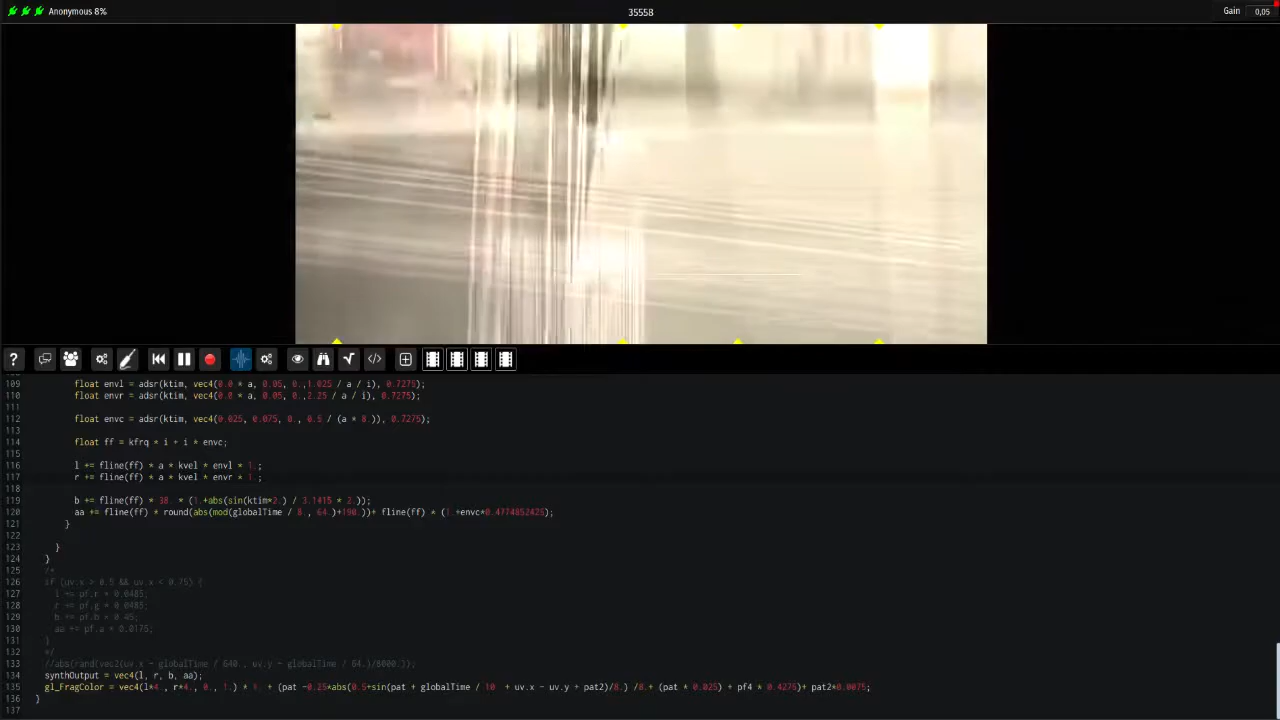 Anonymous 8%
35558
Gain 0,05
109 float envl = adsr(ktim, vec4(0.0 * a, 0.05, 0.,1.025 / a / i), 0.7275);
110 float envr = adsr(ktim, vec4(0.0 * a, 0.05, 0.,2.25 / a / i), 0.7275);
111
112 float envc = adsr(ktim, vec4(0.025, 0.075, 0., 0.5 / (a * 8.)), 0.7275);
113
114 float ff = kfrq * i + i * envc;
115
116 l += fline(ff) * a * kvel * envl * 1.;
117 r += fline(ff) * a * kvel * envr * 1.;
118
119 b += fline(ff) * 38. * (1.+abs(sin(ktim*2.) / 3.1415 * 2.));
120 aa += fline(ff) * round(abs(mod(globalTime / 8., 64.)+190.))+ fline(ff) * (1.+envc*0.4774852425);
121 }
122
123 }
124 }
125 /*
126 if (uv.x > 0.5 && uv.x < 0.75) {
127 l += pf.r * 0.0485;
128 r += pf.g * 0.0485;
129 b += pf.b * 0.45;
130 aa += pf.a * 0.0175;
131 }
132 */
133 //abs(rand(vec2(uv.x - globalTime / 640., uv.y - globalTime / 64.)/8000.));
134 synthOutput = vec4(l, r, b, aa);
135 gl_FragColor = vec4(l*4., r*4., 0., 1.) * 1. + (pat -0.25*abs(0.5+sin(pat + globalTime / 10. + uv.x - uv.y + pat2)/8.) /8.+ (pat * 0.025) + pf4 * 0.4275)+ pat2*0.0075;
136 }
137